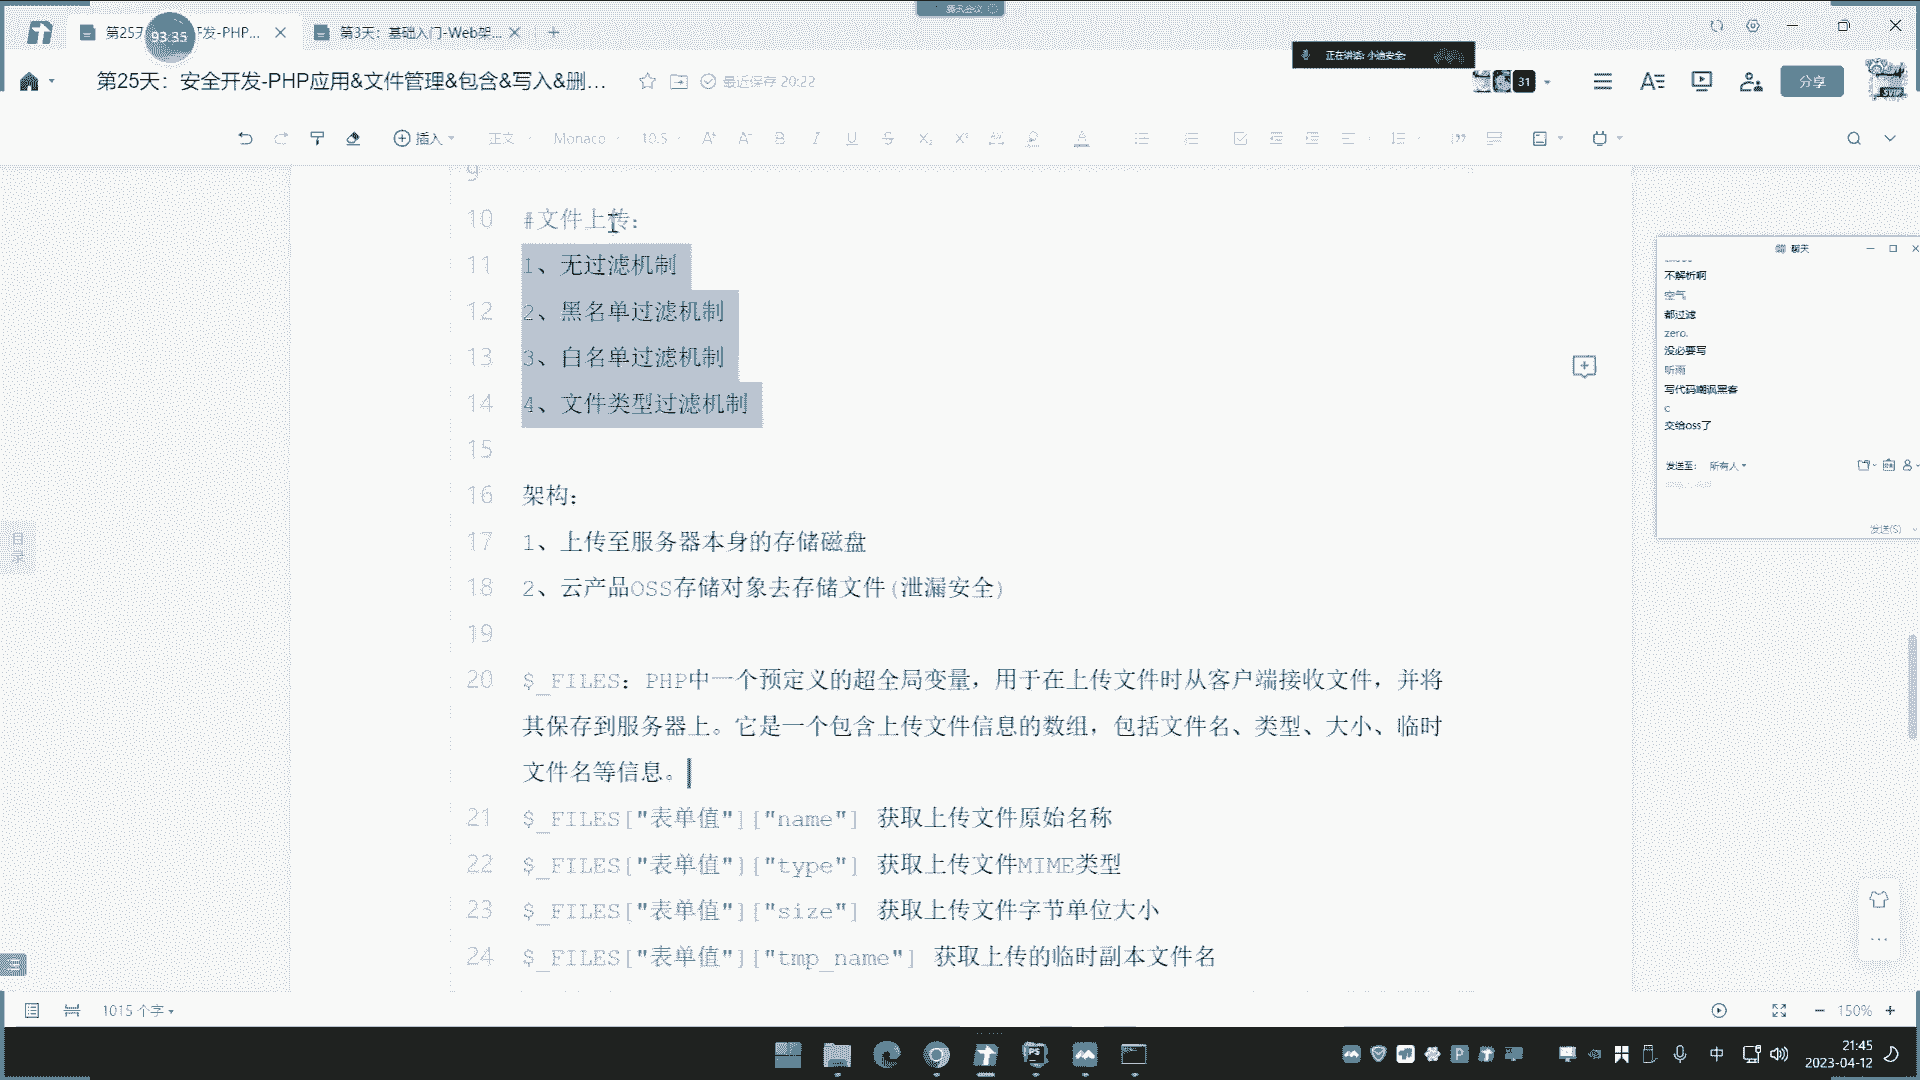 腾讯会议
第25天
93:35
发-PHP...
第3天：基础入门-Web架...
正在讲话: 小迪安全:
第25天：安全开发-PHP应用&文件管理&包含&写入&删...
最近保存 20:22
31
分享
插入
正文
Monaco
10.5
9
10 #文件上传：
11 1、无过滤机制
12 2、黑名单过滤机制
13 3、白名单过滤机制
14 4、文件类型过滤机制
15
16 架构：
17 1、上传至服务器本身的存储磁盘
18 2、云产品OSS存储对象去存储文件(泄漏安全)
19
20 $_FILES：PHP中一个预定义的超全局变量，用于在上传文件时从客户端接收文件，并将
其保存到服务器上。它是一个包含上传文件信息的数组，包括文件名、类型、大小、临时
文件名等信息。
21 $_FILES["表单值"]["name"] 获取上传文件原始名称
22 $_FILES["表单值"]["type"] 获取上传文件MIME类型
23 $_FILES["表单值"]["size"] 获取上传文件字节单位大小
24 $_FILES["表单值"]["tmp_name"] 获取上传的临时副本文件名
目录
聊天
不解析啊
空气
都过滤
zero.
没必要写
听雨
写代码嘲讽黑客
c
交给oss了
发送至： 所有人
发送(S)
1015 个字
150%
中
21:45
2023-04-12